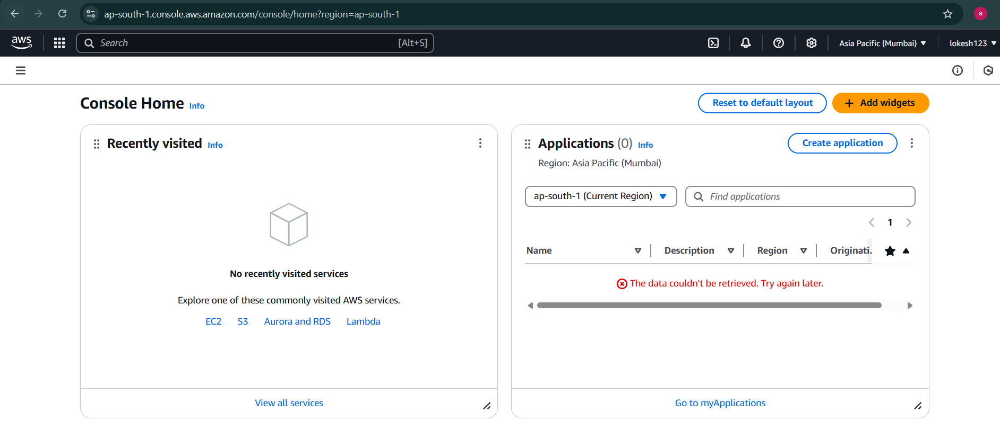 ap-south-1.console.aws.amazon.com/console/home?region=ap-south-1
a
aws
Search
[Alt+S]
Asia Pacific (Mumbai)
lokesh123
Console Home Info
Reset to default layout
Add widgets
Recently visited Info
No recently visited services
Explore one of these commonly visited AWS services.
EC2 S3 Aurora and RDS Lambda
View all services
Applications (0) Info
Create application
Region: Asia Pacific (Mumbai)
ap-south-1 (Current Region)
Find applications
1
Name Description Region Originati.
The data couldn't be retrieved. Try again later.
Go to myApplications